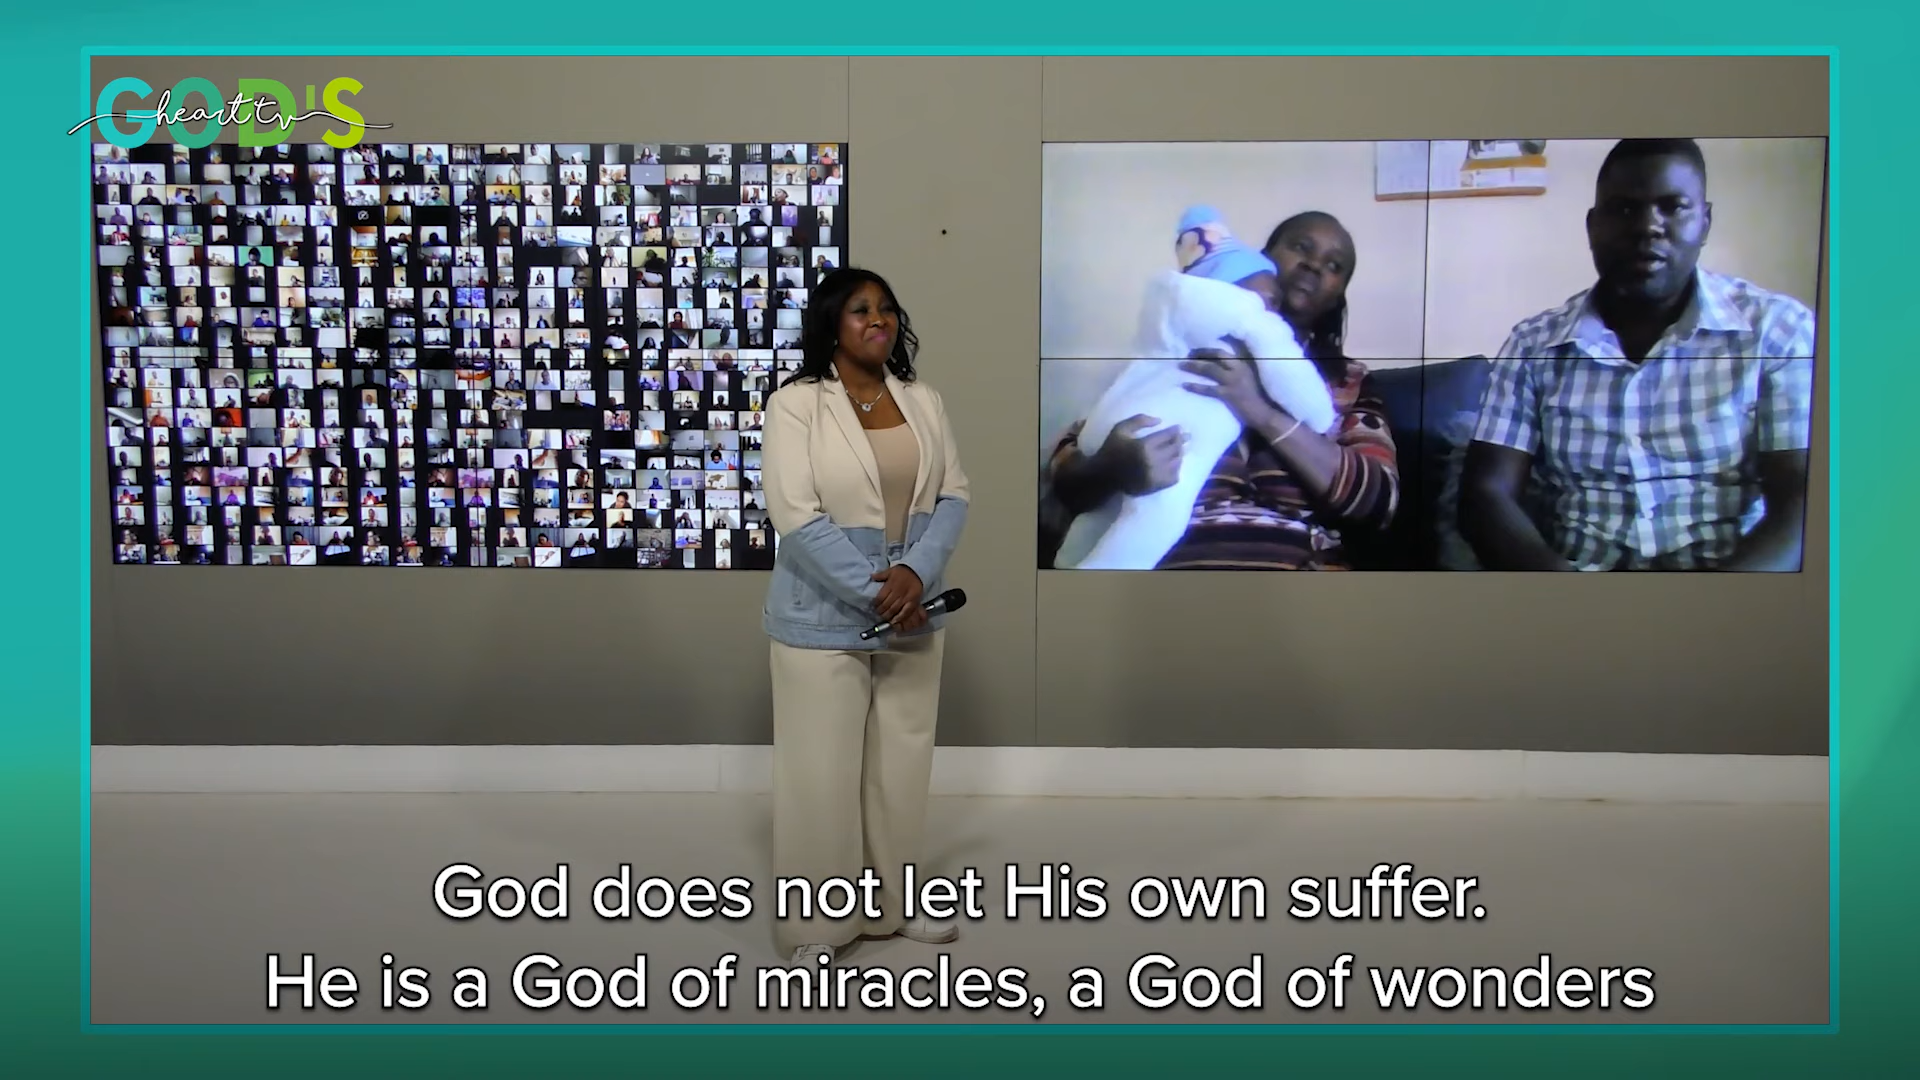 GOD'S
heart tv
God does not let His own suffer.
He is a God of miracles, a God of wonders